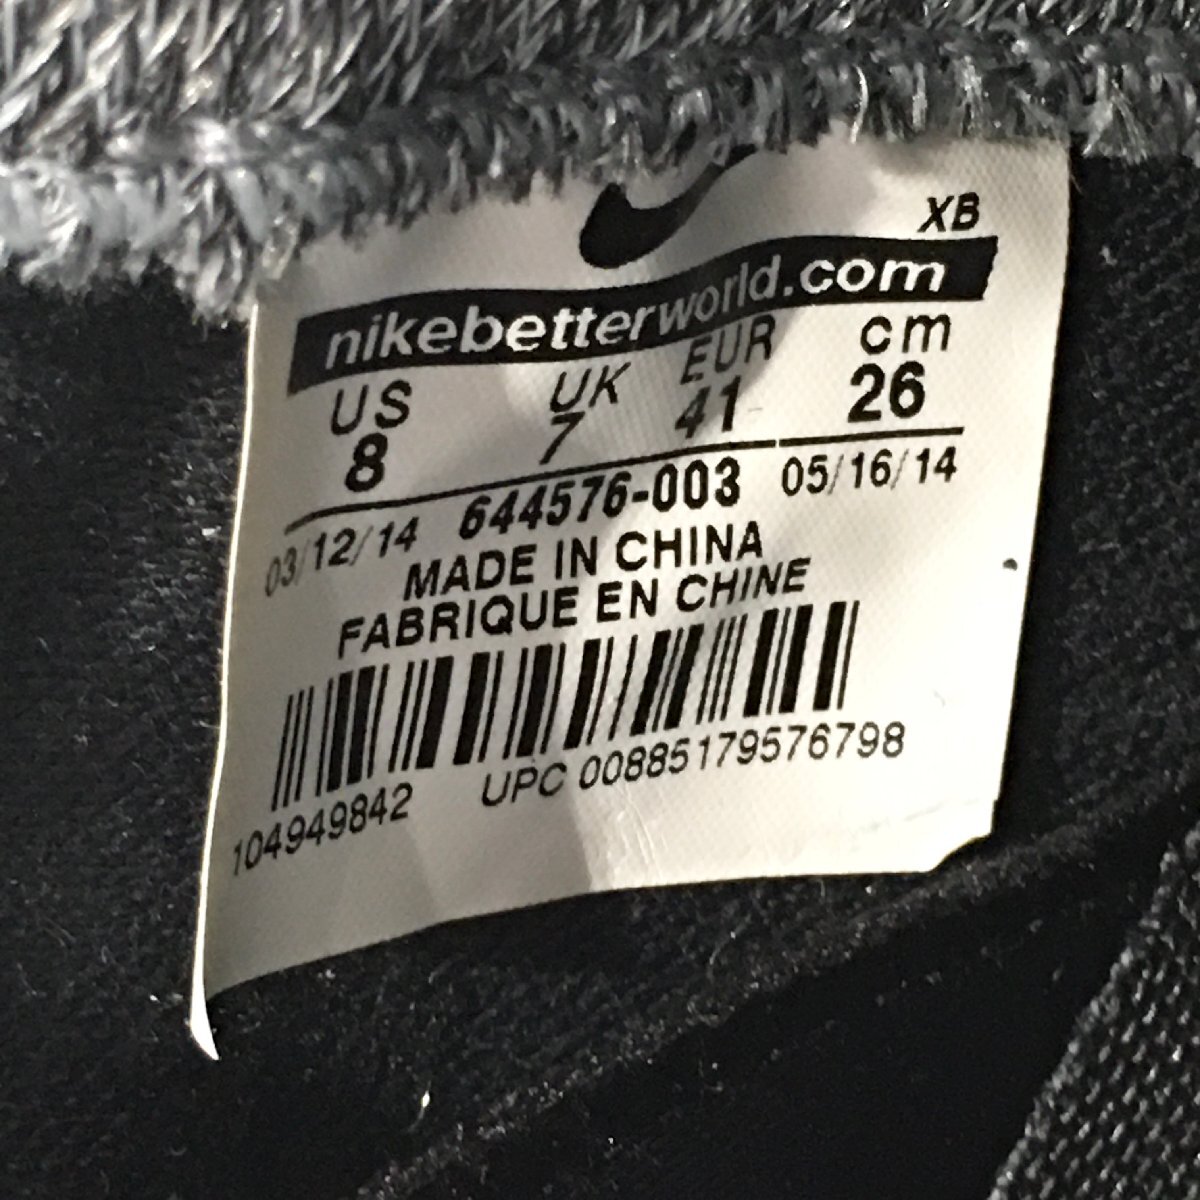 XB
nikebetterworld.com
US UK EUR cm
8 7 41 26
03/12/14 644576-003 05/16/14
MADE IN CHINA
FABRIQUE EN CHINE
104949842 UPC 00885179576798